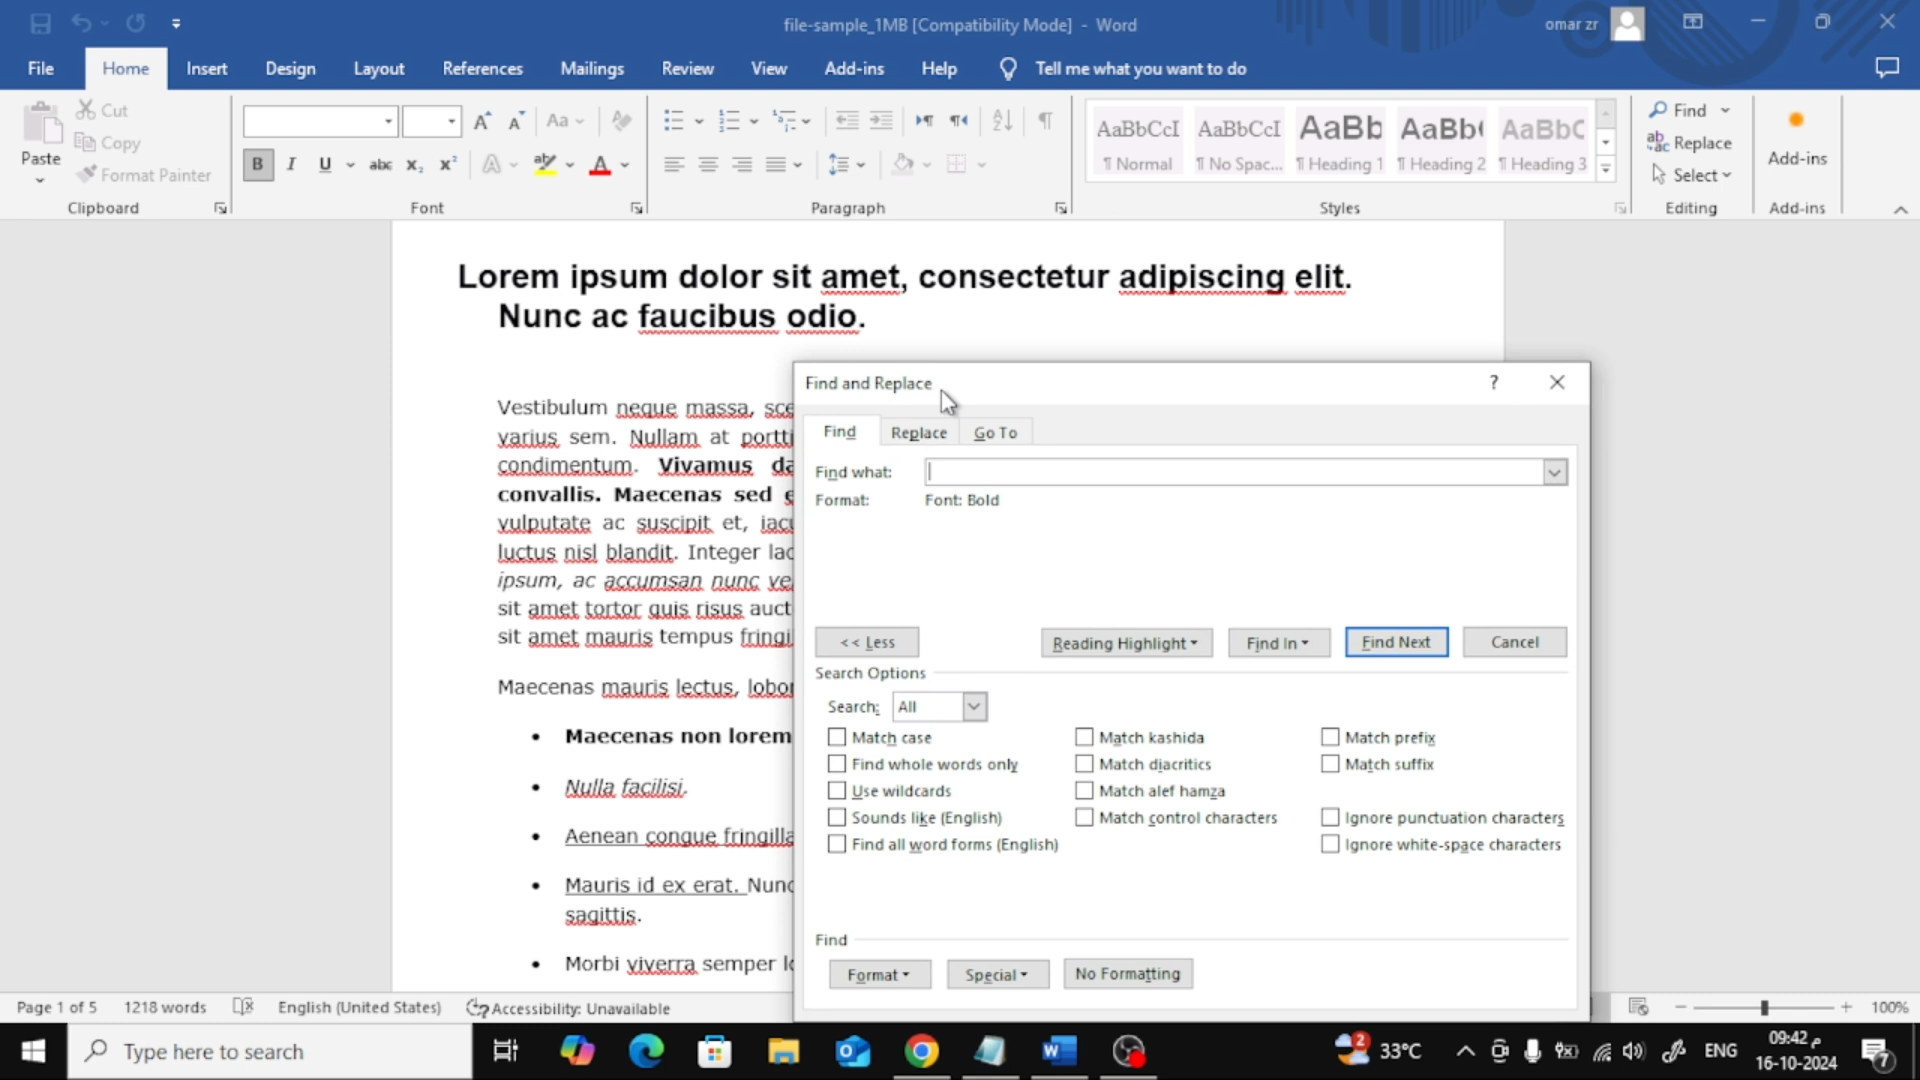 file-sample_1MB [Compatibility Mode] - Word
omar zr
File Home Insert Design Layout References Mailings Review View Add-ins Help Tell me what you want to do
Paste
Cut
Copy
Format Painter
Clipboard
Aa
B I U abc x₂ x² A ab A
Font
Paragraph
AaBbCcI AaBbCcI AaBb AaBb( AaBbC
¶ Normal ¶ No Spac... ¶ Heading 1 ¶ Heading 2 ¶ Heading 3
Styles
Find
Replace
Select
Editing
Add-ins
Add-ins
Lorem ipsum dolor sit amet, consectetur adipiscing elit.
Nunc ac faucibus odio.
Vestibulum neque massa, sce
varius sem. Nullam at portti
condimentum. Vivamus da
convallis. Maecenas sed e
vulputate ac suscipit et, iacu
luctus nisl blandit. Integer lac
ipsum, ac accumsan nunc ve
sit amet tortor quis risus auct
sit amet mauris tempus fringi
Maecenas mauris lectus, lobor
• Maecenas non lorem
• Nulla facilisi.
• Aenean congue fringilla
• Mauris id ex erat. Nunc
sagittis.
• Morbi viverra semper lo
Find and Replace
?
Find Replace Go To
Find what:
Format: Font: Bold
<< Less Reading Highlight Find In Find Next Cancel
Search Options
Search: All
Match case Match kashida Match prefix
Find whole words only Match diacritics Match suffix
Use wildcards Match alef hamza
Sounds like (English) Match control characters Ignore punctuation characters
Find all word forms (English) Ignore white-space characters
Find
Format Special No Formatting
Page 1 of 5 1218 words English (United States) Accessibility: Unavailable 100%
Type here to search
2 33°C ENG
09:42 م
16-10-2024
7